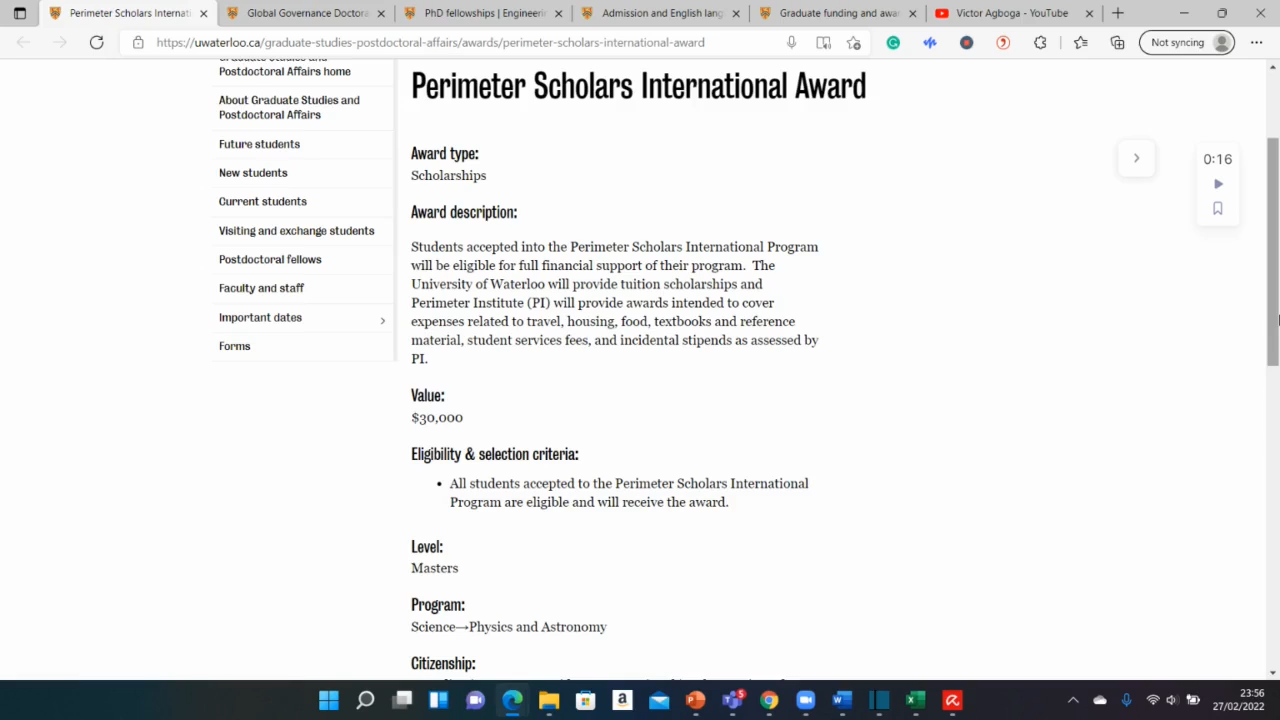 Perimeter Scholars Internati
Global Governance Doctora
PhD fellowships | Engineerin
Admission and English lang
Graduate funding and awar
Victor Agboga - YouTube
https://uwaterloo.ca/graduate-studies-postdoctoral-affairs/awards/perimeter-scholars-international-award
Not syncing
Graduate Studies and
Postdoctoral Affairs home
About Graduate Studies and
Postdoctoral Affairs
Future students
New students
Current students
Visiting and exchange students
Postdoctoral fellows
Faculty and staff
Important dates
Forms
Perimeter Scholars International Award
Award type:
Scholarships
Award description:
Students accepted into the Perimeter Scholars International Program
will be eligible for full financial support of their program. The
University of Waterloo will provide tuition scholarships and
Perimeter Institute (PI) will provide awards intended to cover
expenses related to travel, housing, food, textbooks and reference
material, student services fees, and incidental stipends as assessed by
PI.
Value:
$30,000
Eligibility & selection criteria:
• All students accepted to the Perimeter Scholars International
Program are eligible and will receive the award.
Level:
Masters
Program:
Science→Physics and Astronomy
Citizenship:
0:16
5
23:56
27/02/2022